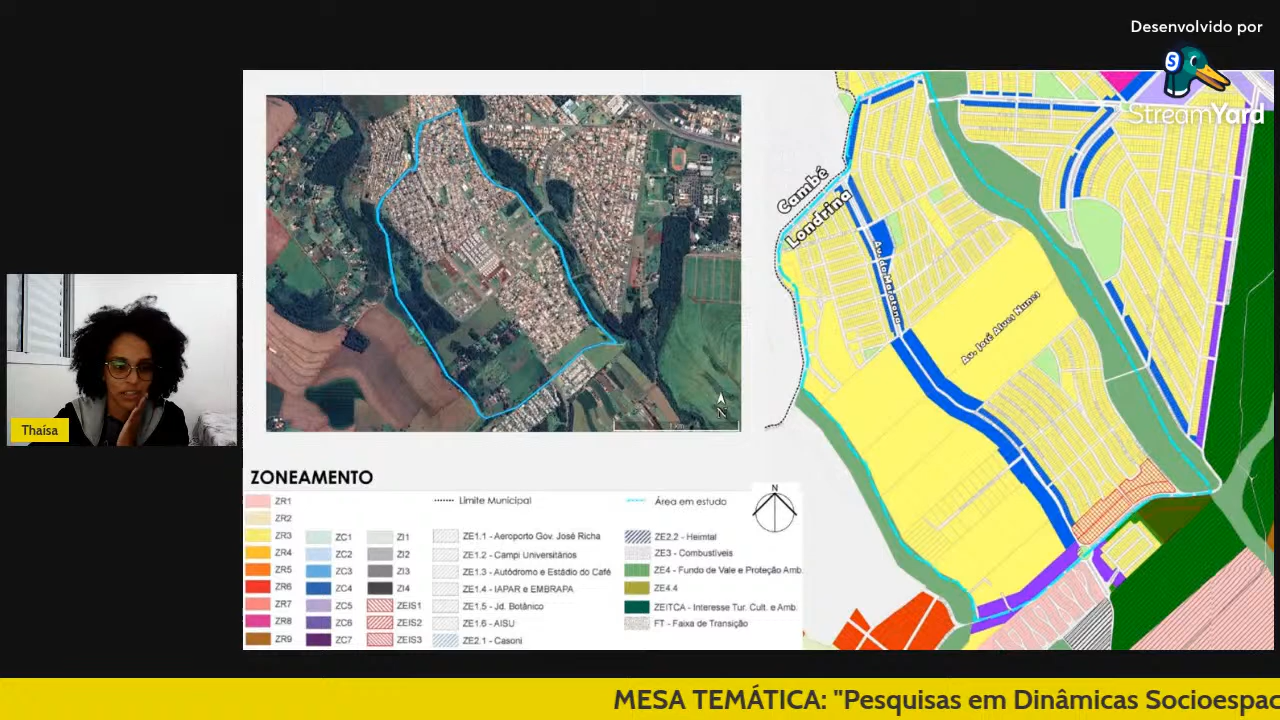 Desenvolvido por
S
StreamYard
Cambé
Londrina
Av. da Maratona
Av. José Alves Nunes
N
1 km
Thaísa
ZONEAMENTO
N
ZR1
ZR2
ZR3
ZR4
ZR5
ZR6
ZR7
ZR8
ZR9
ZC1
ZC2
ZC3
ZC4
ZC5
ZC6
ZC7
ZI1
ZI2
ZI3
ZI4
ZEIS1
ZEIS2
ZEIS3
Limite Municipal
ZE1.1 - Aeroporto Gov. José Richa
ZE1.2 - Campi Universitários
ZE1.3 - Autódromo e Estádio do Café
ZE1.4 - IAPAR e EMBRAPA
ZE1.5 - Jd. Botânico
ZE1.6 - AISU
ZE2.1 - Casoni
Área em estudo
ZE2.2 - Heimtal
ZE3 - Combustíveis
ZE4 - Fundo de Vale e Proteção Amb.
ZE4.4
ZEITCA - Interesse Tur. Cult. e Amb.
FT - Faixa de Transição
MESA TEMÁTICA: "Pesquisas em Dinâmicas Socioespac